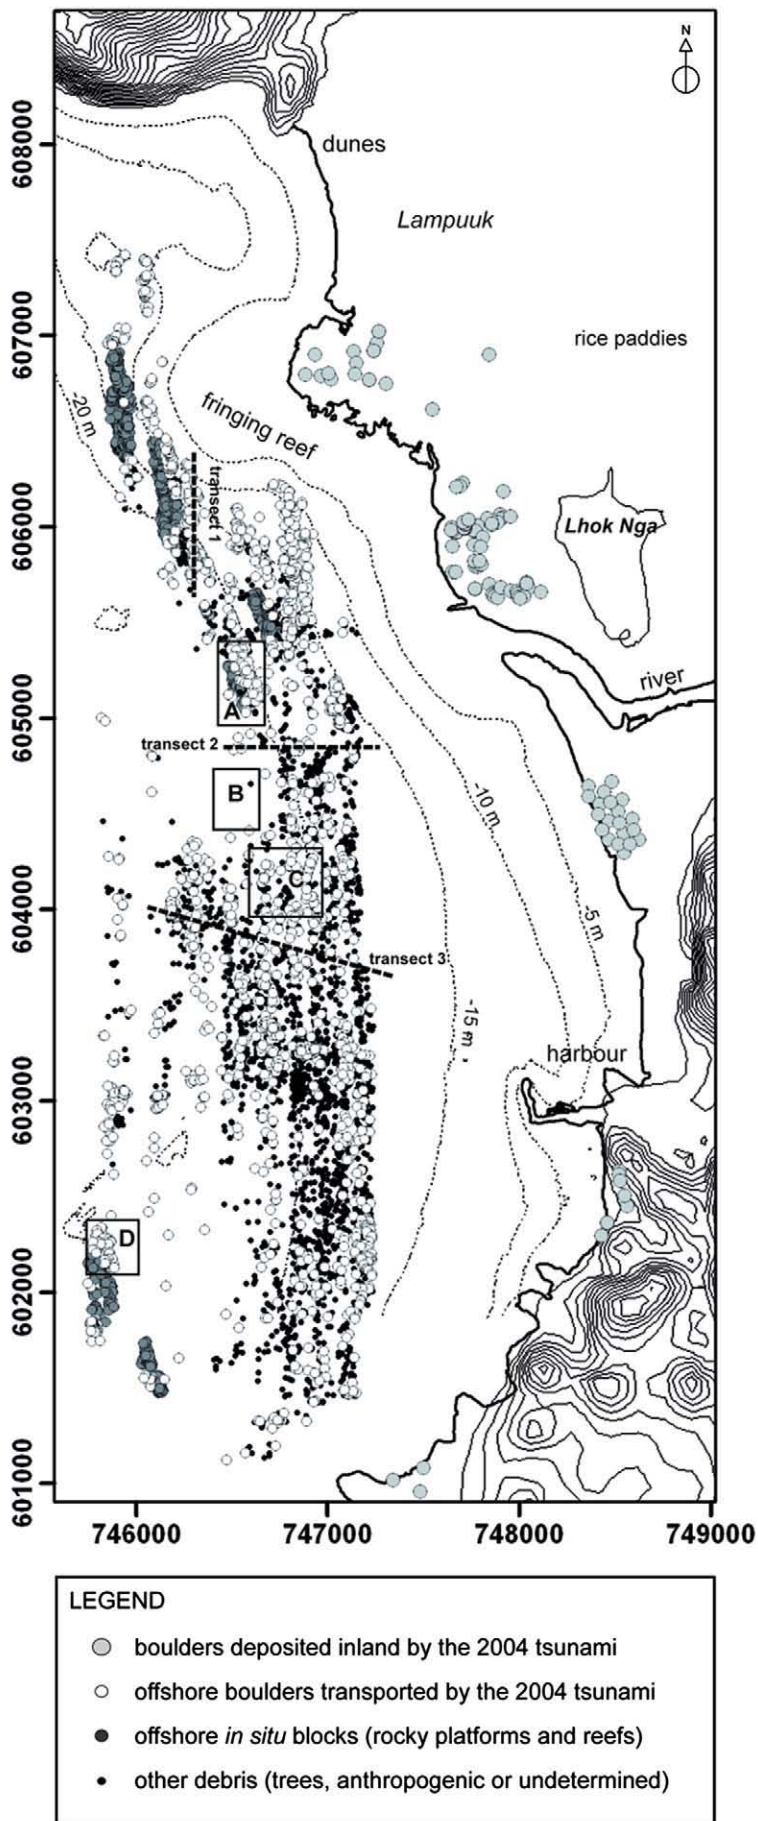 N
608000
dunes
Lampuuk
607000
rice paddies
-20 m
fringing reef
transect 1
606000
Lhok Nga
river
605000
A
transect 2
B
-10 m
C
604000
-5 m
transect 3
-15 m
harbour
603000
D
602000
601000
746000 747000 748000 749000
LEGEND
boulders deposited inland by the 2004 tsunami
offshore boulders transported by the 2004 tsunami
offshore in situ blocks (rocky platforms and reefs)
other debris (trees, anthropogenic or undetermined)